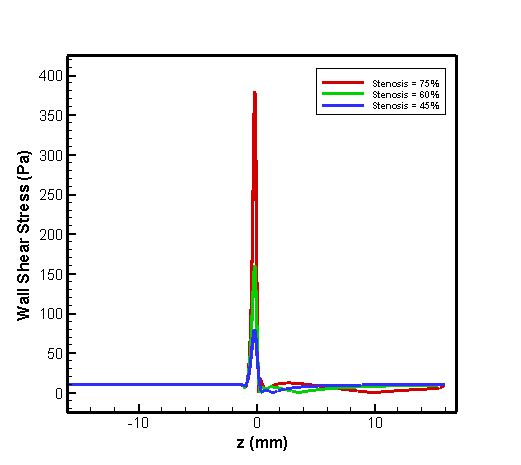 Stenosis = 75%
Stenosis = 60%
Stenosis = 45%
Wall Shear Stress (Pa)
400
350
300
250
200
150
100
50
0
-10 0 10
z (mm)